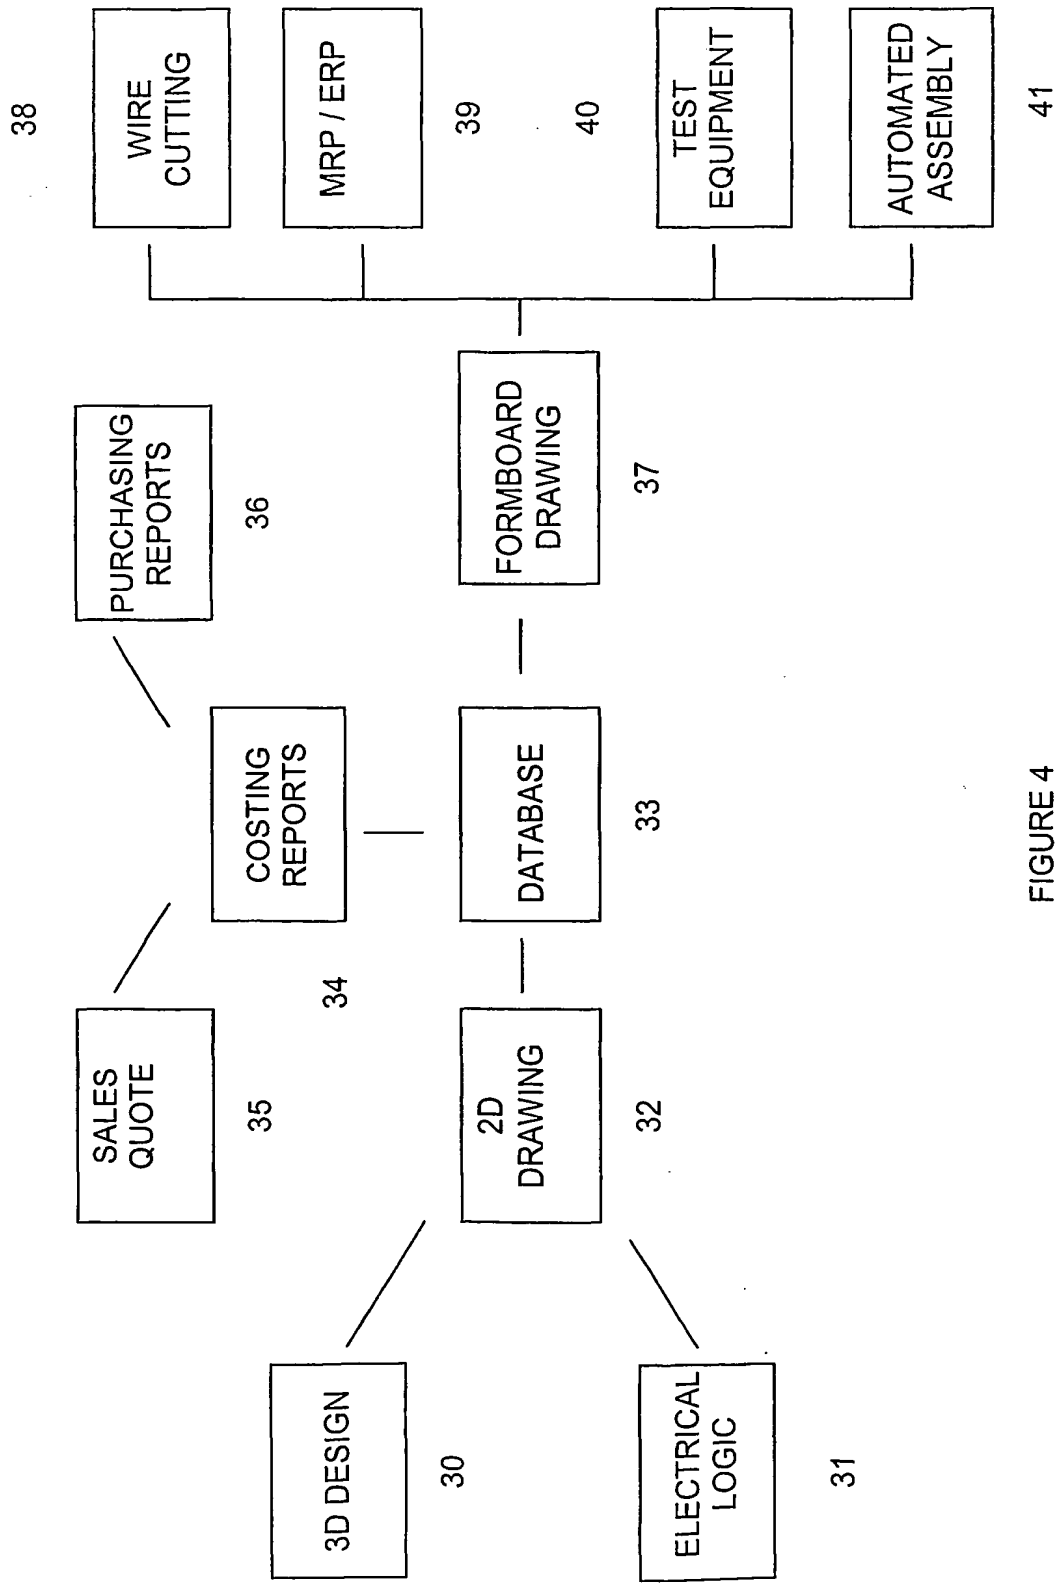 38
WIRE
CUTTING
MRP / ERP
39
40
TEST
EQUIPMENT
AUTOMATED
ASSEMBLY
41
PURCHASING
REPORTS
36
FORMBOARD
DRAWING
37
COSTING
REPORTS
34
DATABASE
33
SALES
QUOTE
35
2D
DRAWING
32
3D DESIGN
30
ELECTRICAL
LOGIC
31
FIGURE 4